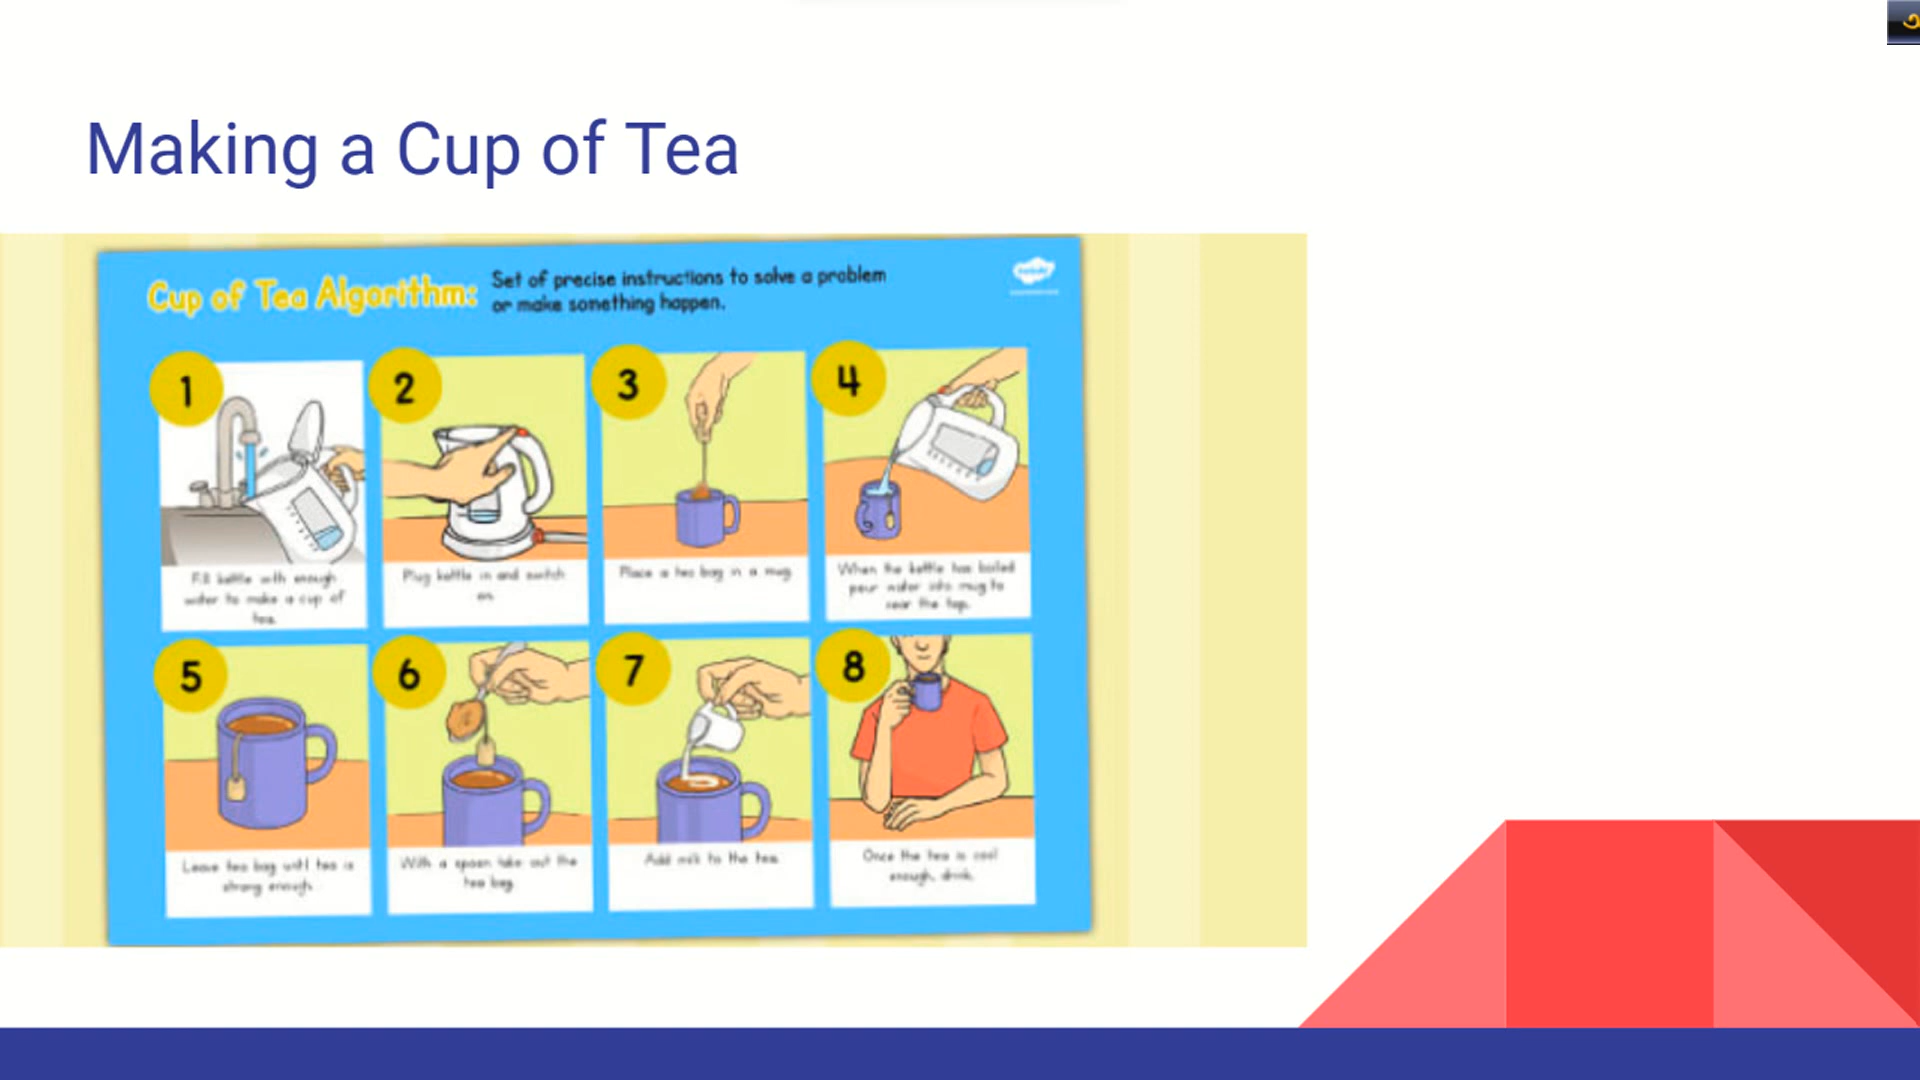 Making a Cup of Tea
Cup of Tea Algorithm:
Set of precise instructions to solve a problem
or make something happen.
1
2
3
4
Fill kettle with enough
water to make a cup of
tea.
Plug kettle in and switch
on.
Place a tea bag in a mug.
When the kettle has boiled
pour water into mug to
near the top.
5
6
7
8
Leave tea bag until tea is
strong enough.
With a spoon take out the
tea bag.
Add milk to the tea.
Once the tea is cool
enough, drink.